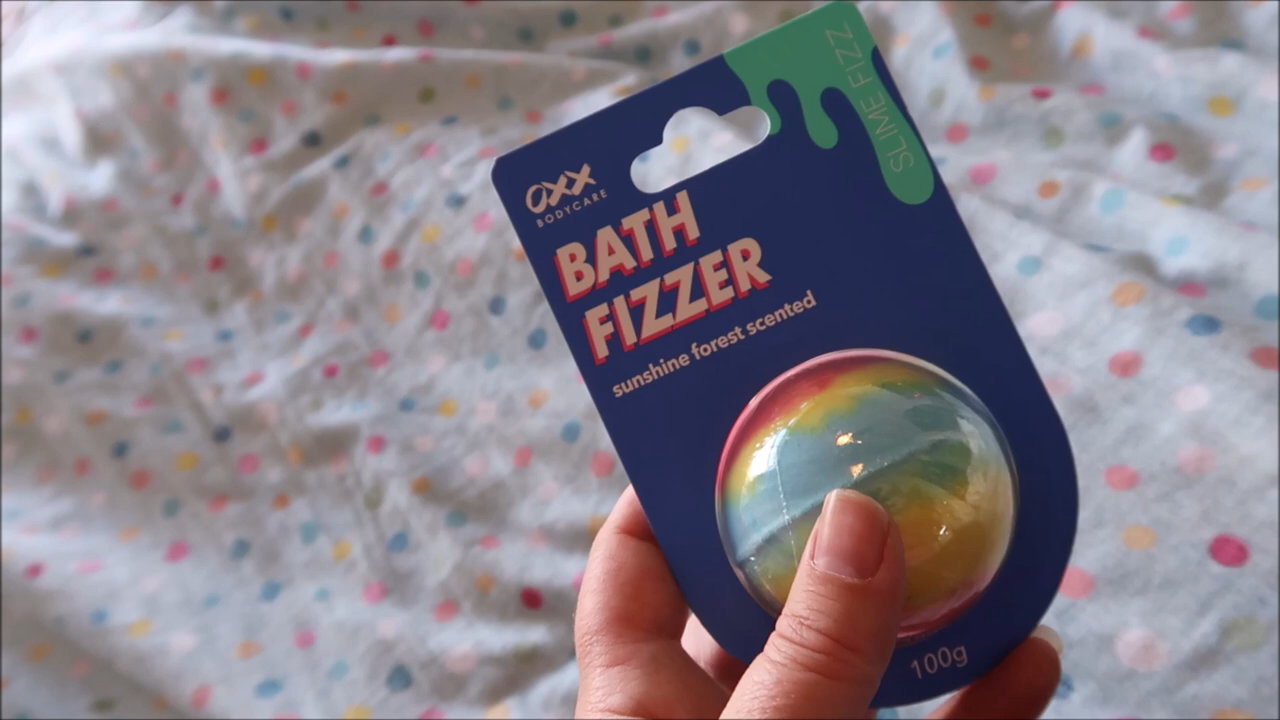 SLIME FIZZ
OXX
BODYCARE
BATH
FIZZER
sunshine forest scented
100g